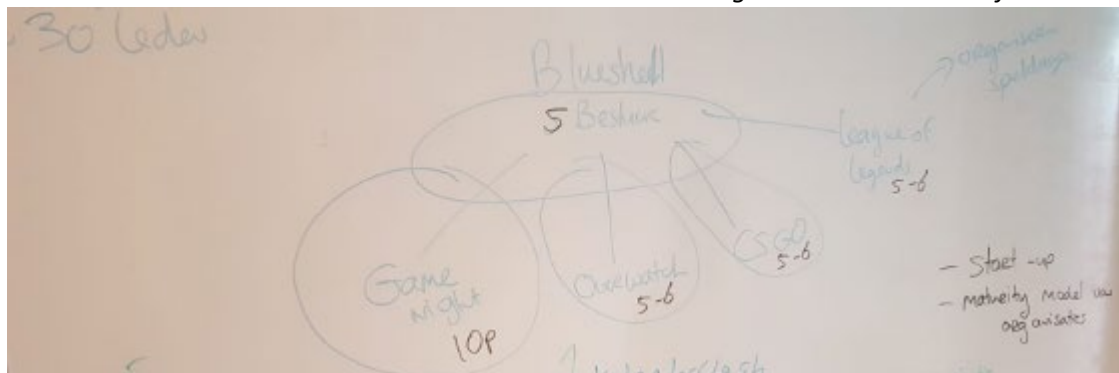 30 Leden
Blueshell
5 Bestuur
organiseren
League of
Legends
5-6
Game
night
10P
Overwatch
5-6
CSGO
5-6
- Start-up
- maturity model van
organisaties